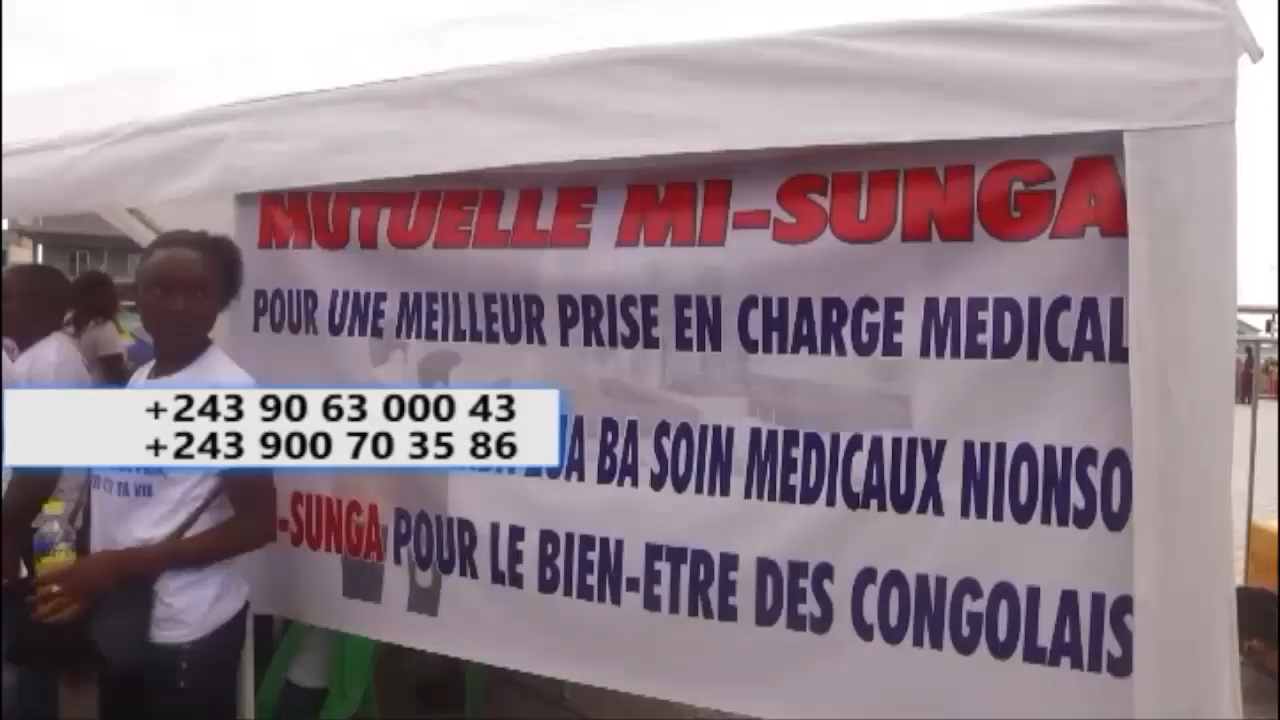 MUTUELLE MI-SUNGA
POUR UNE MEILLEUR PRISE EN CHARGE MEDICAL
BA SOIN MEDICAUX NIONSO
-SUNGA POUR LE BIEN-ETRE DES CONGOLAIS
+243 90 63 000 43
+243 900 70 35 86